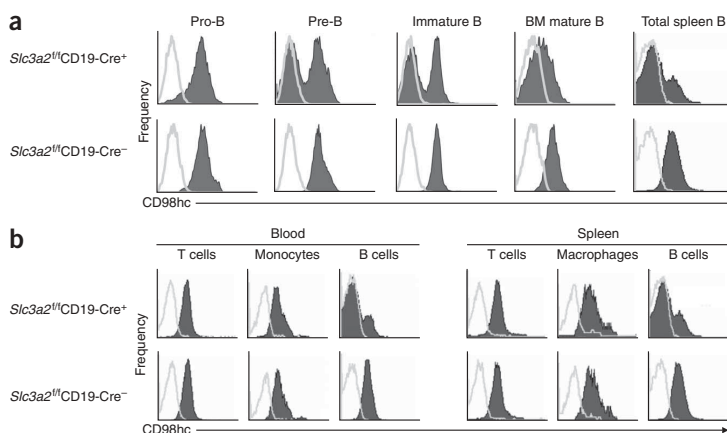 a
Pro-B Pre-B Immature B BM mature B Total spleen B
Slc3a2f/fCD19-Cre+
Frequency
Slc3a2f/fCD19-Cre–
CD98hc
b
Blood Spleen
T cells Monocytes B cells T cells Macrophages B cells
Slc3a2f/fCD19-Cre+
Frequency
Slc3a2f/fCD19-Cre–
CD98hc